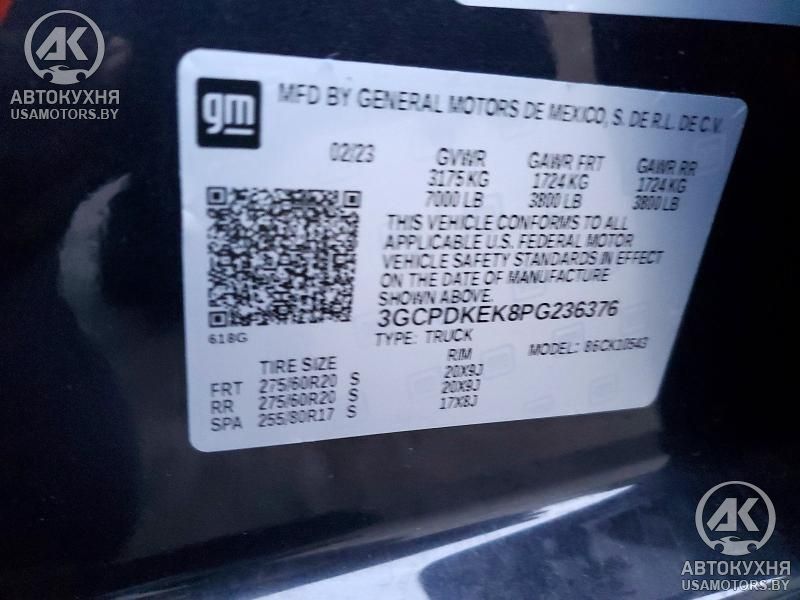 AK
АВТОКУХНЯ
USAMOTORS.BY
gm
MFD BY GENERAL MOTORS DE MEXICO, S. DE R.L. DE C.V.
02/23 GVWR GAWR FRT GAWR RR
3175 KG 1724 KG 1724 KG
7000 LB 3800 LB 3800 LB
THIS VEHICLE CONFORMS TO ALL
APPLICABLE U.S. FEDERAL MOTOR
VEHICLE SAFETY STANDARDS IN EFFECT
ON THE DATE OF MANUFACTURE
SHOWN ABOVE.
3GCPDKEK8PG236376
618G
TYPE: TRUCK MODEL: B6CK10543
TIRE SIZE RIM
FRT 275/60R20 S 20X9J
RR 275/60R20 S 20X9J
SPA 255/80R17 S 17X8J
AK
АВТОКУХНЯ
USAMOTORS.BY